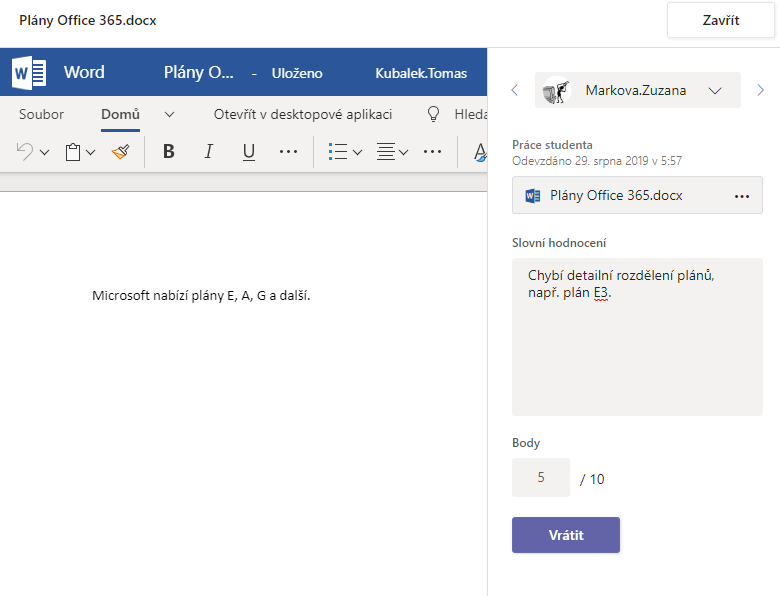 Plány Office 365.docx
Zavřít
W Word Plány O... - Uloženo Kubalek.Tomas
Soubor Domů Otevřít v desktopové aplikaci
B I U
Microsoft nabízí plány E, A, G a další.
Markova.Zuzana
Práce studenta
Odevzdáno 29. srpna 2019 v 5:57
Plány Office 365.docx
Slovní hodnocení
Chybí detailní rozdělení plánů,
např. plán E3.
Body
5 / 10
Vrátit